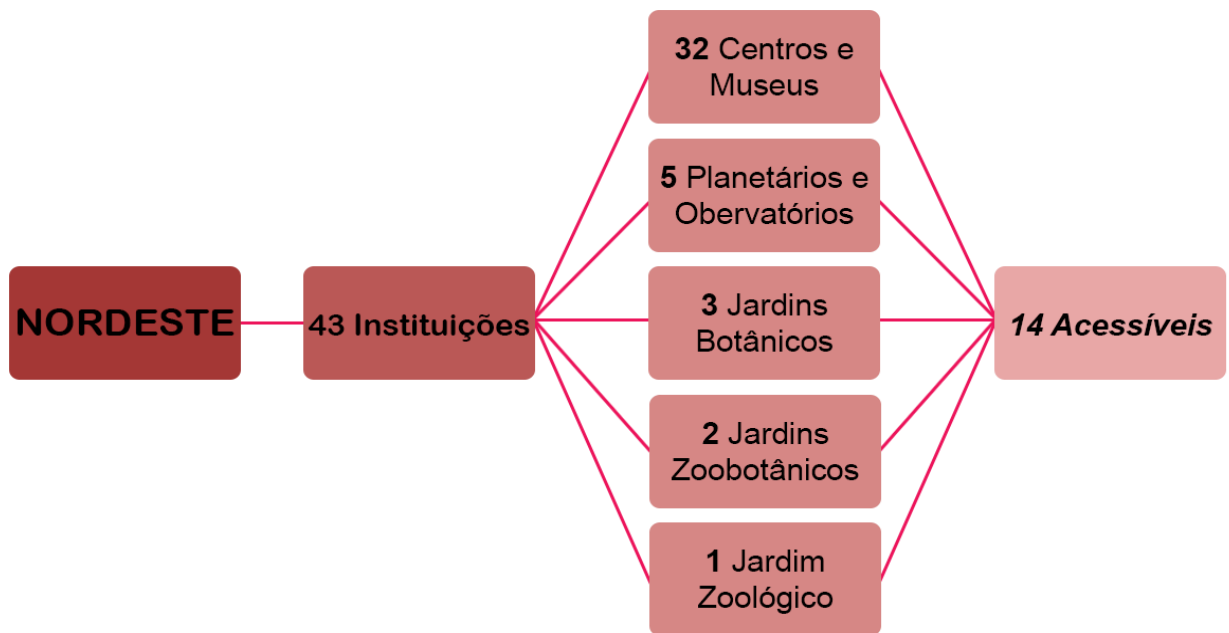 NORDESTE
43 Instituições
32 Centros e
Museus
5 Planetários e
Obervatórios
3 Jardins
Botânicos
2 Jardins
Zoobotânicos
1 Jardim
Zoológico
14 Acessíveis